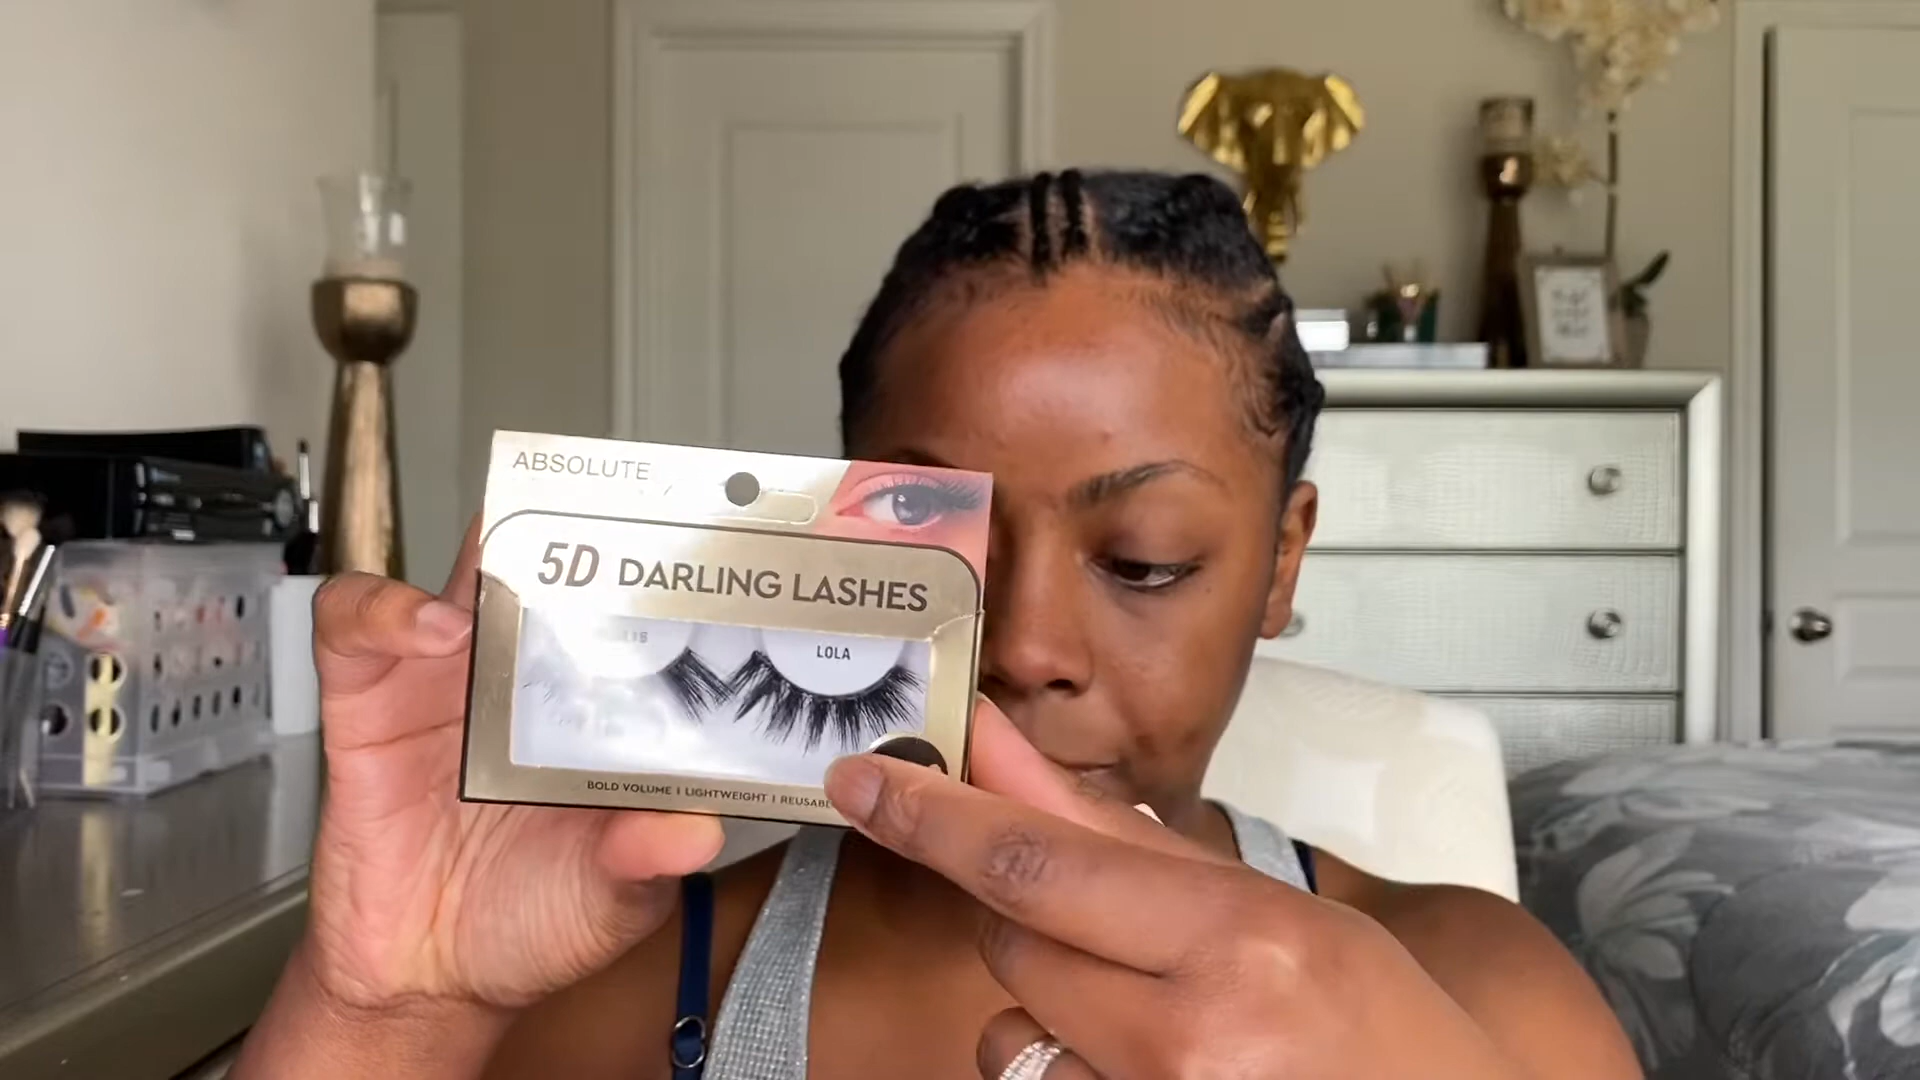 ABSOLUTE
5D DARLING LASHES
LOLA
BOLD VOLUME I LIGHTWEIGHT I REUSABLE